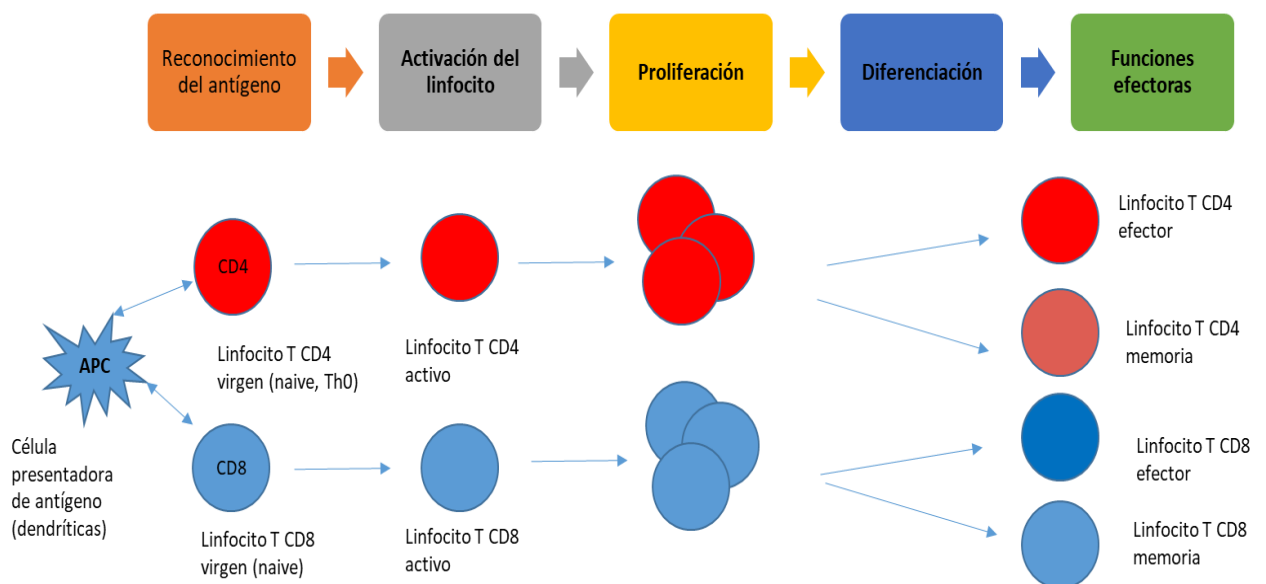 Reconocimiento
del antígeno
Activación del
linfocito
Proliferación
Diferenciación
Funciones
efectoras
Linfocito T CD4
efector
CD4
APC
Linfocito T CD4
virgen (naive, Th0)
Linfocito T CD4
activo
Linfocito T CD4
memoria
Célula
presentadora
de antígeno
(dendríticas)
CD8
Linfocito T CD8
virgen (naive)
Linfocito T CD8
activo
Linfocito T CD8
efector
Linfocito T CD8
memoria